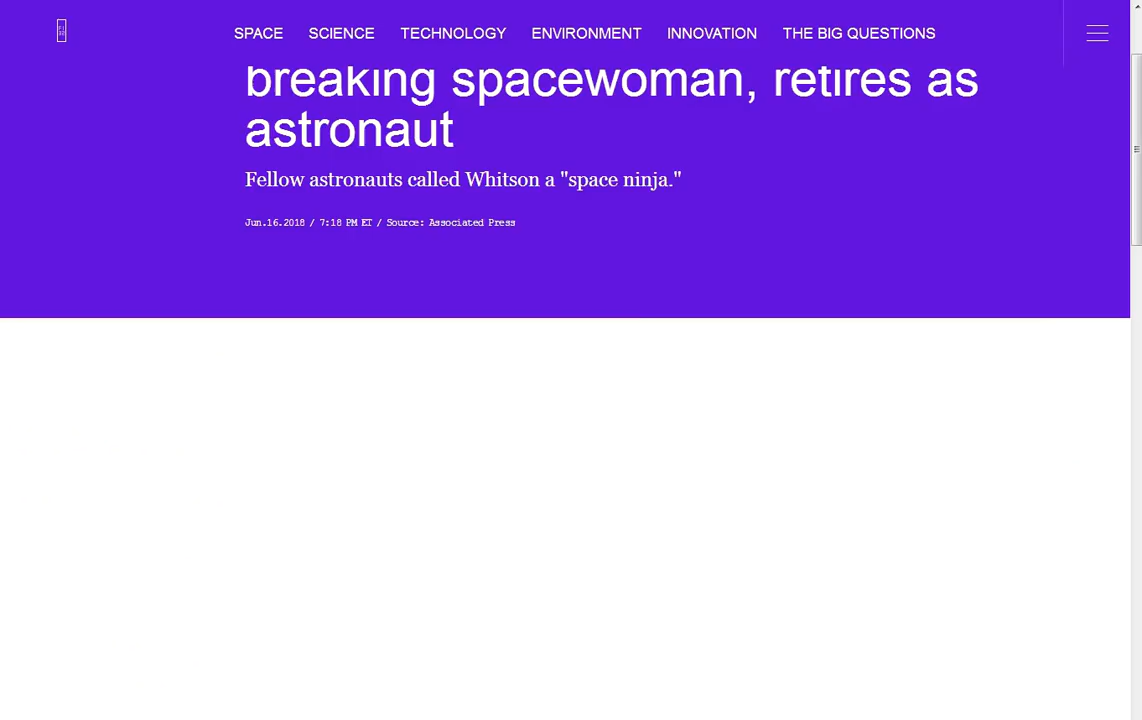 SPACE SCIENCE TECHNOLOGY ENVIRONMENT INNOVATION THE BIG QUESTIONS
breaking spacewoman, retires as
astronaut
Fellow astronauts called Whitson a "space ninja."
Jun.16.2018 / 7:18 PM ET / Source: Associated Press